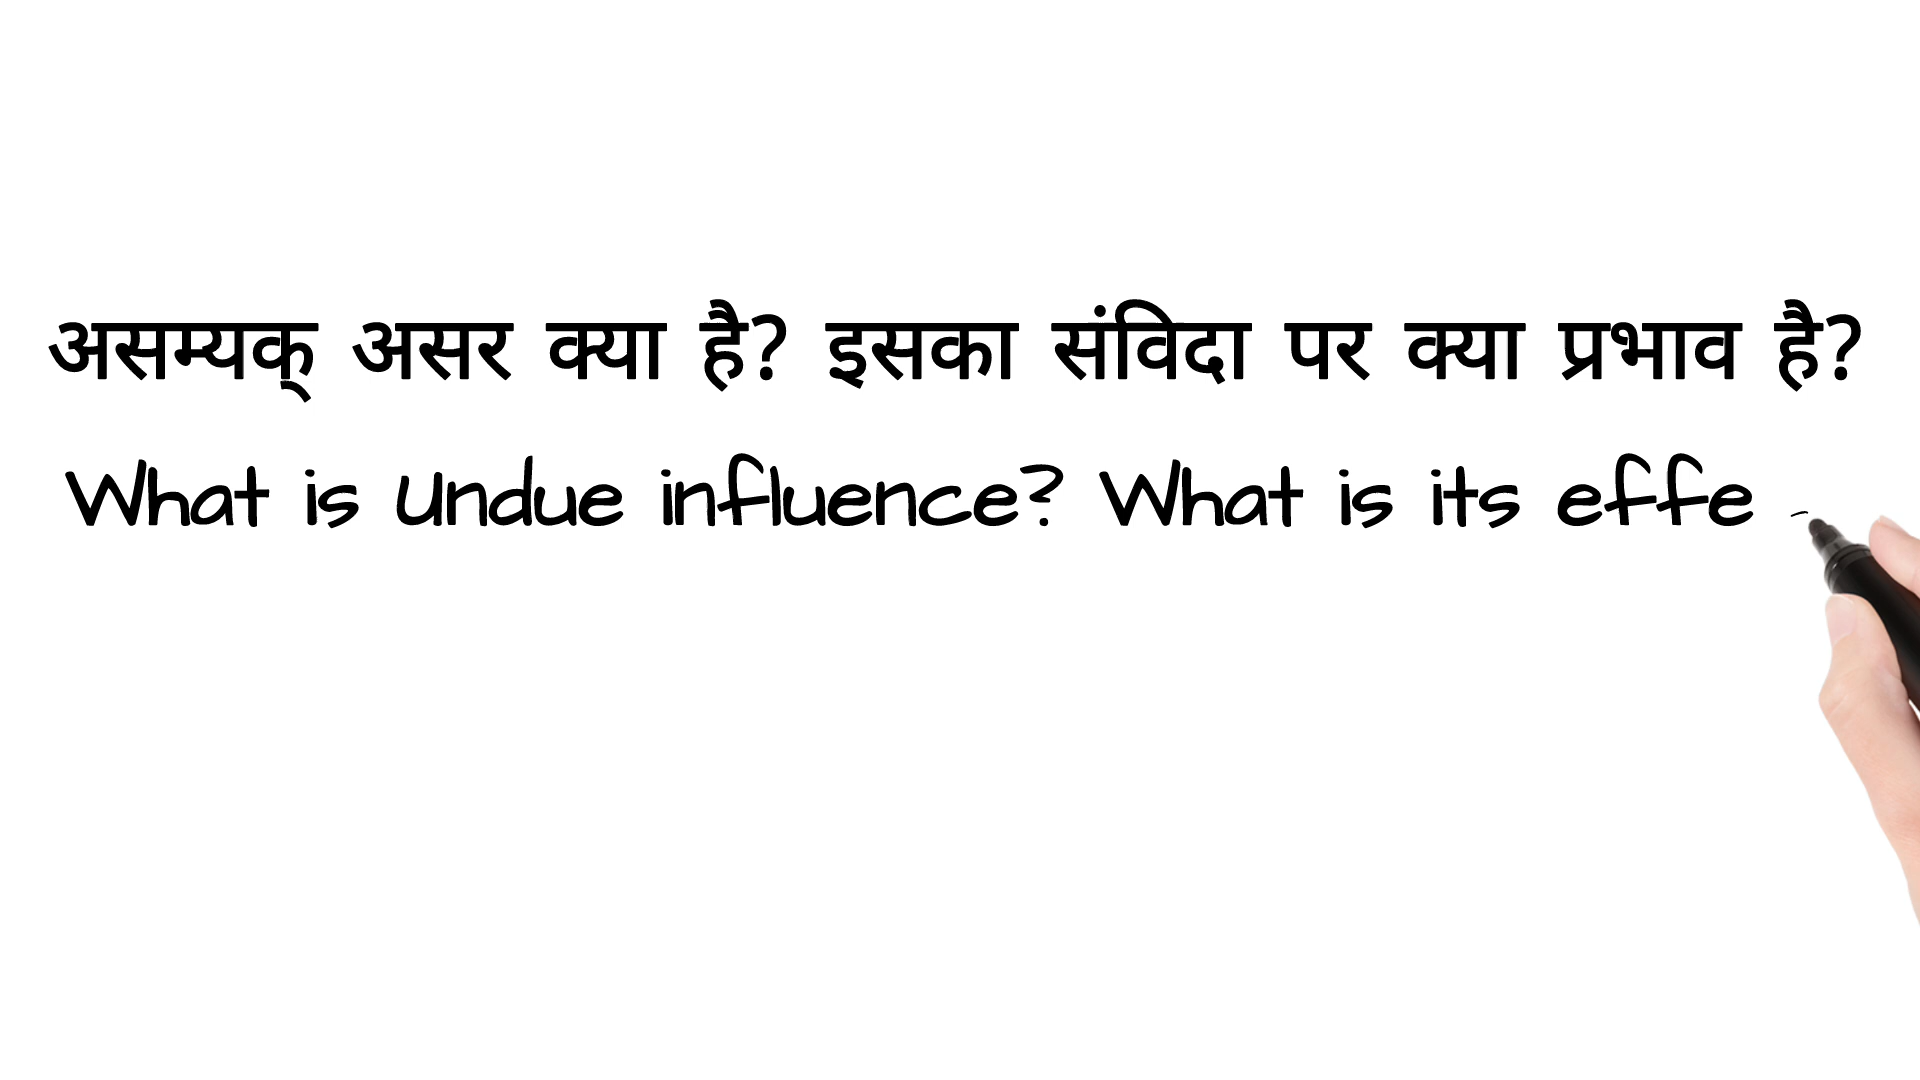 असम्यक् असर क्या है? इसका संविदा पर क्या प्रभाव है?
What is Undue influence? What is its effe